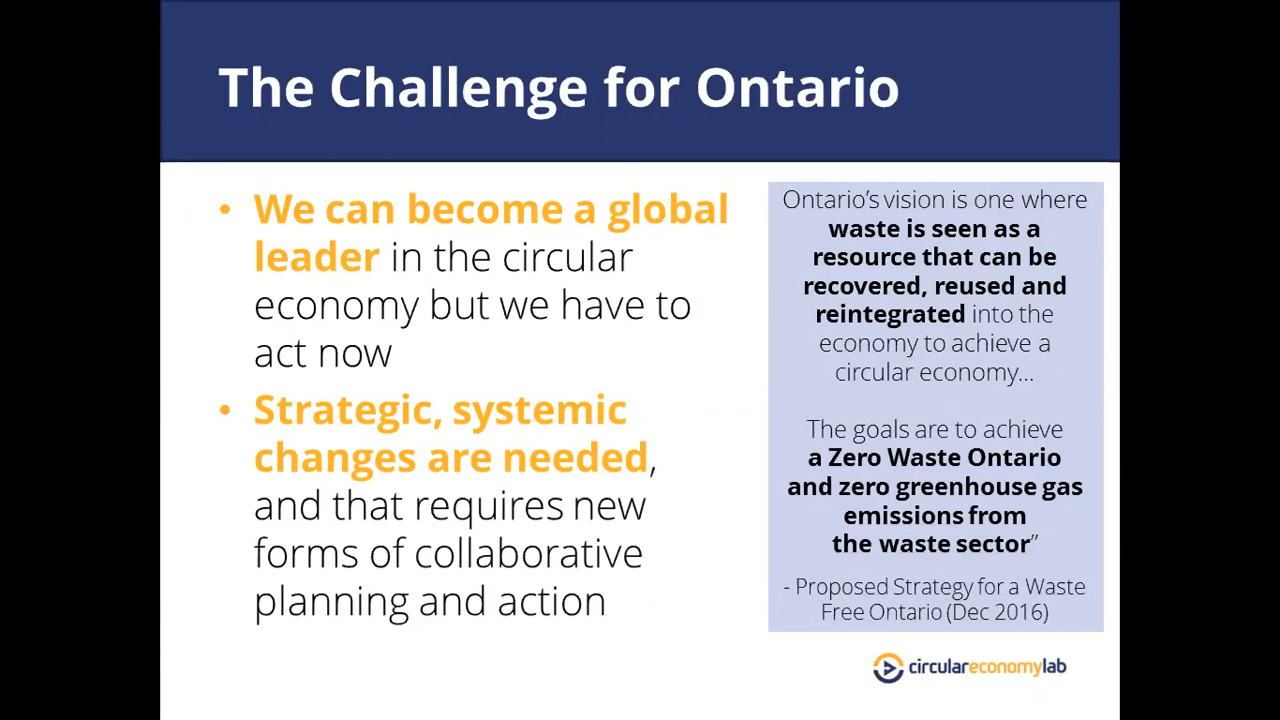 The Challenge for Ontario
• We can become a global
leader in the circular
economy but we have to
act now
• Strategic, systemic
changes are needed,
and that requires new
forms of collaborative
planning and action
Ontario’s vision is one where
waste is seen as a
resource that can be
recovered, reused and
reintegrated into the
economy to achieve a
circular economy...
The goals are to achieve
a Zero Waste Ontario
and zero greenhouse gas
emissions from
the waste sector”
- Proposed Strategy for a Waste
Free Ontario (Dec 2016)
circulareconomylab